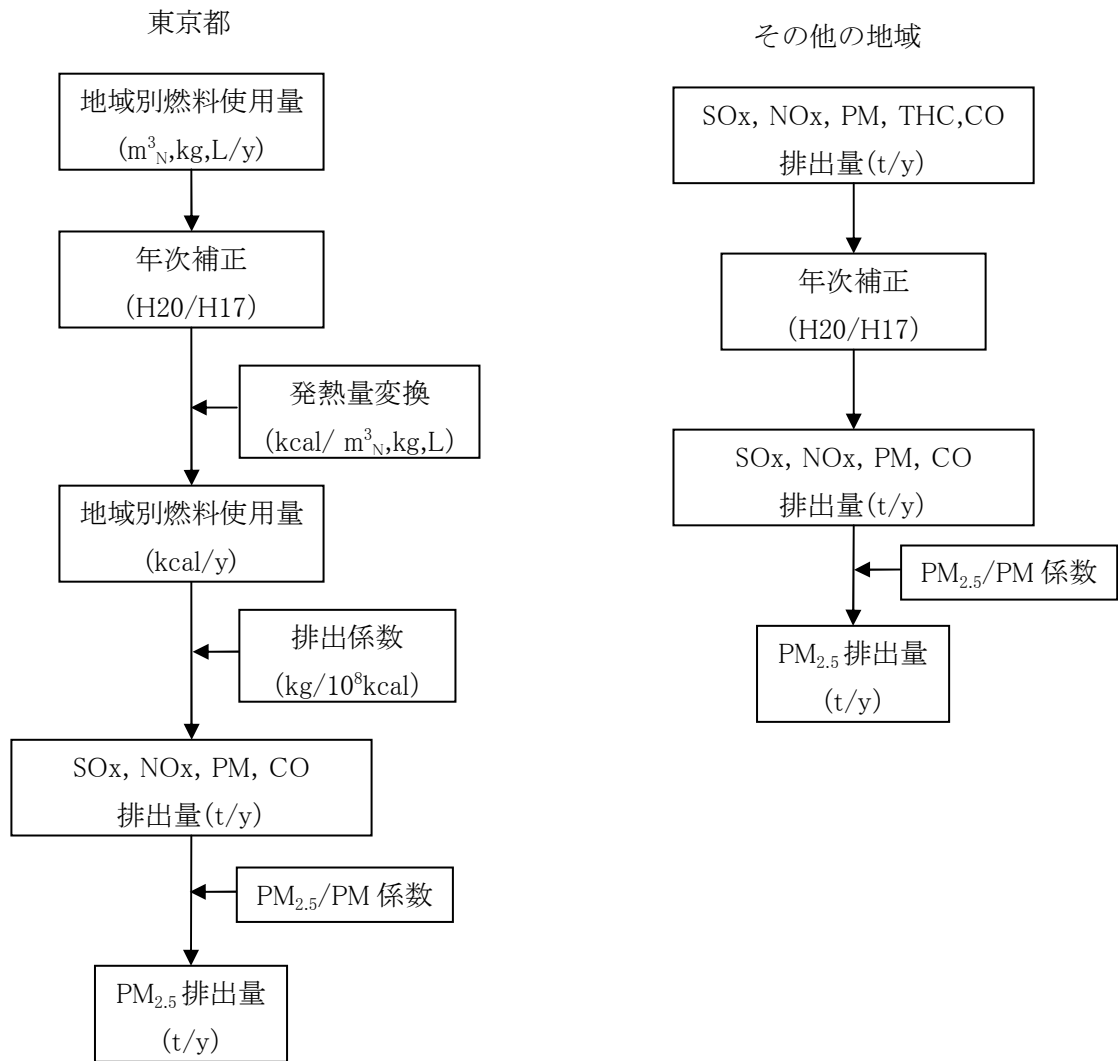 東京都
地域別燃料使用量
(m³N,kg,L/y)
年次補正
(H20/H17)
発熱量変換
(kcal/ m³N,kg,L)
地域別燃料使用量
(kcal/y)
排出係数
(kg/10⁸kcal)
SOx, NOx, PM, CO
排出量(t/y)
PM2.5/PM 係数
PM2.5 排出量
(t/y)
その他の地域
SOx, NOx, PM, THC,CO
排出量(t/y)
年次補正
(H20/H17)
SOx, NOx, PM, CO
排出量(t/y)
PM2.5/PM 係数
PM2.5 排出量
(t/y)